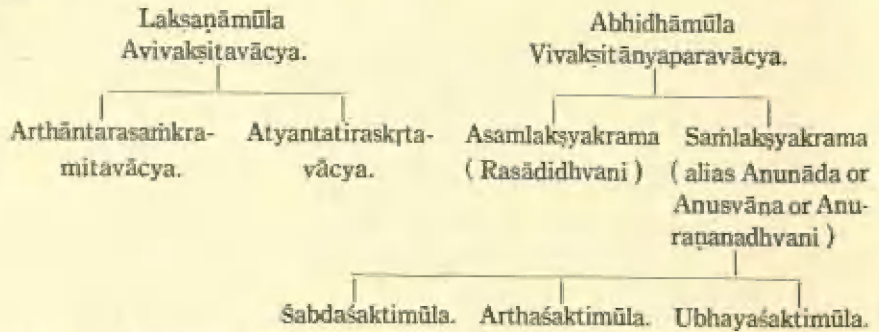 Lakṣaṇāmūla Abhidhāmūla
Avivakṣitavācya. Vivakṣitānyaparavācya.
Arthāntarasaṁkra- Atyantatiraskṛta- Asamlakṣyakrama Saṁlakṣyakrama
mitavācya. vācya. ( Rasādidhvani ) ( alias Anunāda or
Anusvāna or Anu-
raṇanadhvani )
Śabdaśaktimūla. Arthaśaktimūla. Ubhayaśaktimūla.